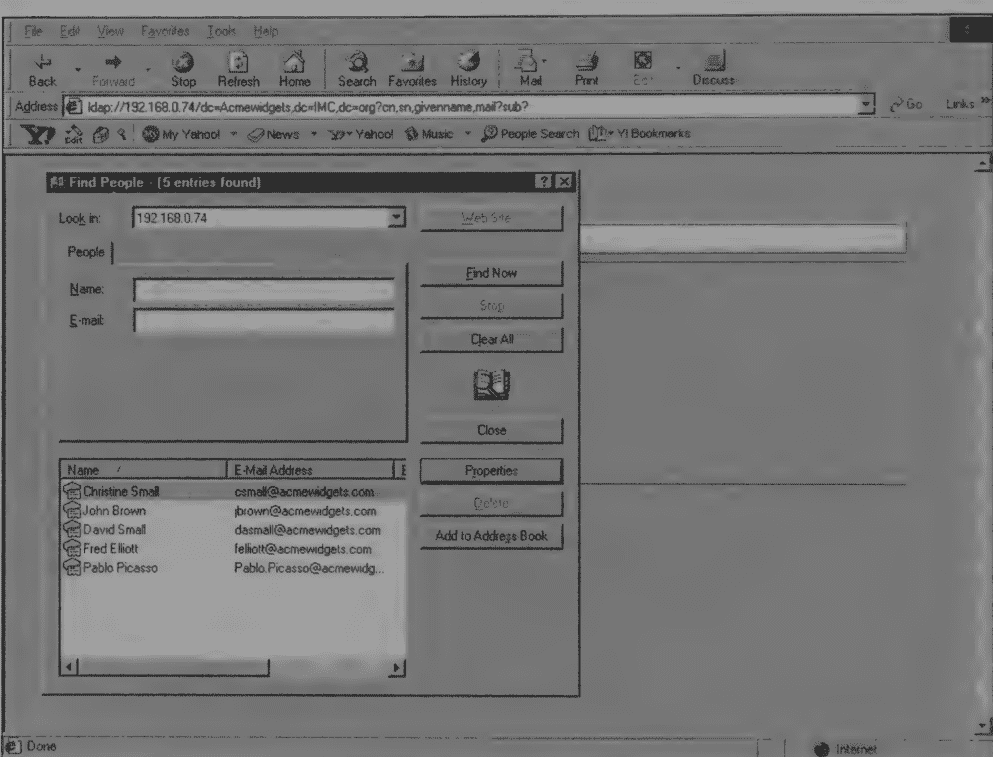 File Edit View Favorites Tools Help
Back Forward Stop Refresh Home Search Favorites History Mail Print Edit Discuss
Address ldap://192.168.0.74/dc=Acmewidgets,dc=IMC,dc=org?cn,sn,givenname,mail?sub? Go Links »
Y! Edit My Yahoo! News Yahoo! Music People Search Y! Bookmarks
Find People - (5 entries found)
Look in: 192.168.0.74 Web Site
People
Find Now
Name:
Stop
E-mail:
Clear All
Close
Name E-Mail Address Properties
Christine Small csmall@acmewidgets.com
John Brown jbrown@acmewidgets.com Delete
David Small dasmall@acmewidgets.com Add to Address Book
Fred Elliott felliott@acmewidgets.com
Pablo Picasso Pablo.Picasso@acmewidg...
Done Internet